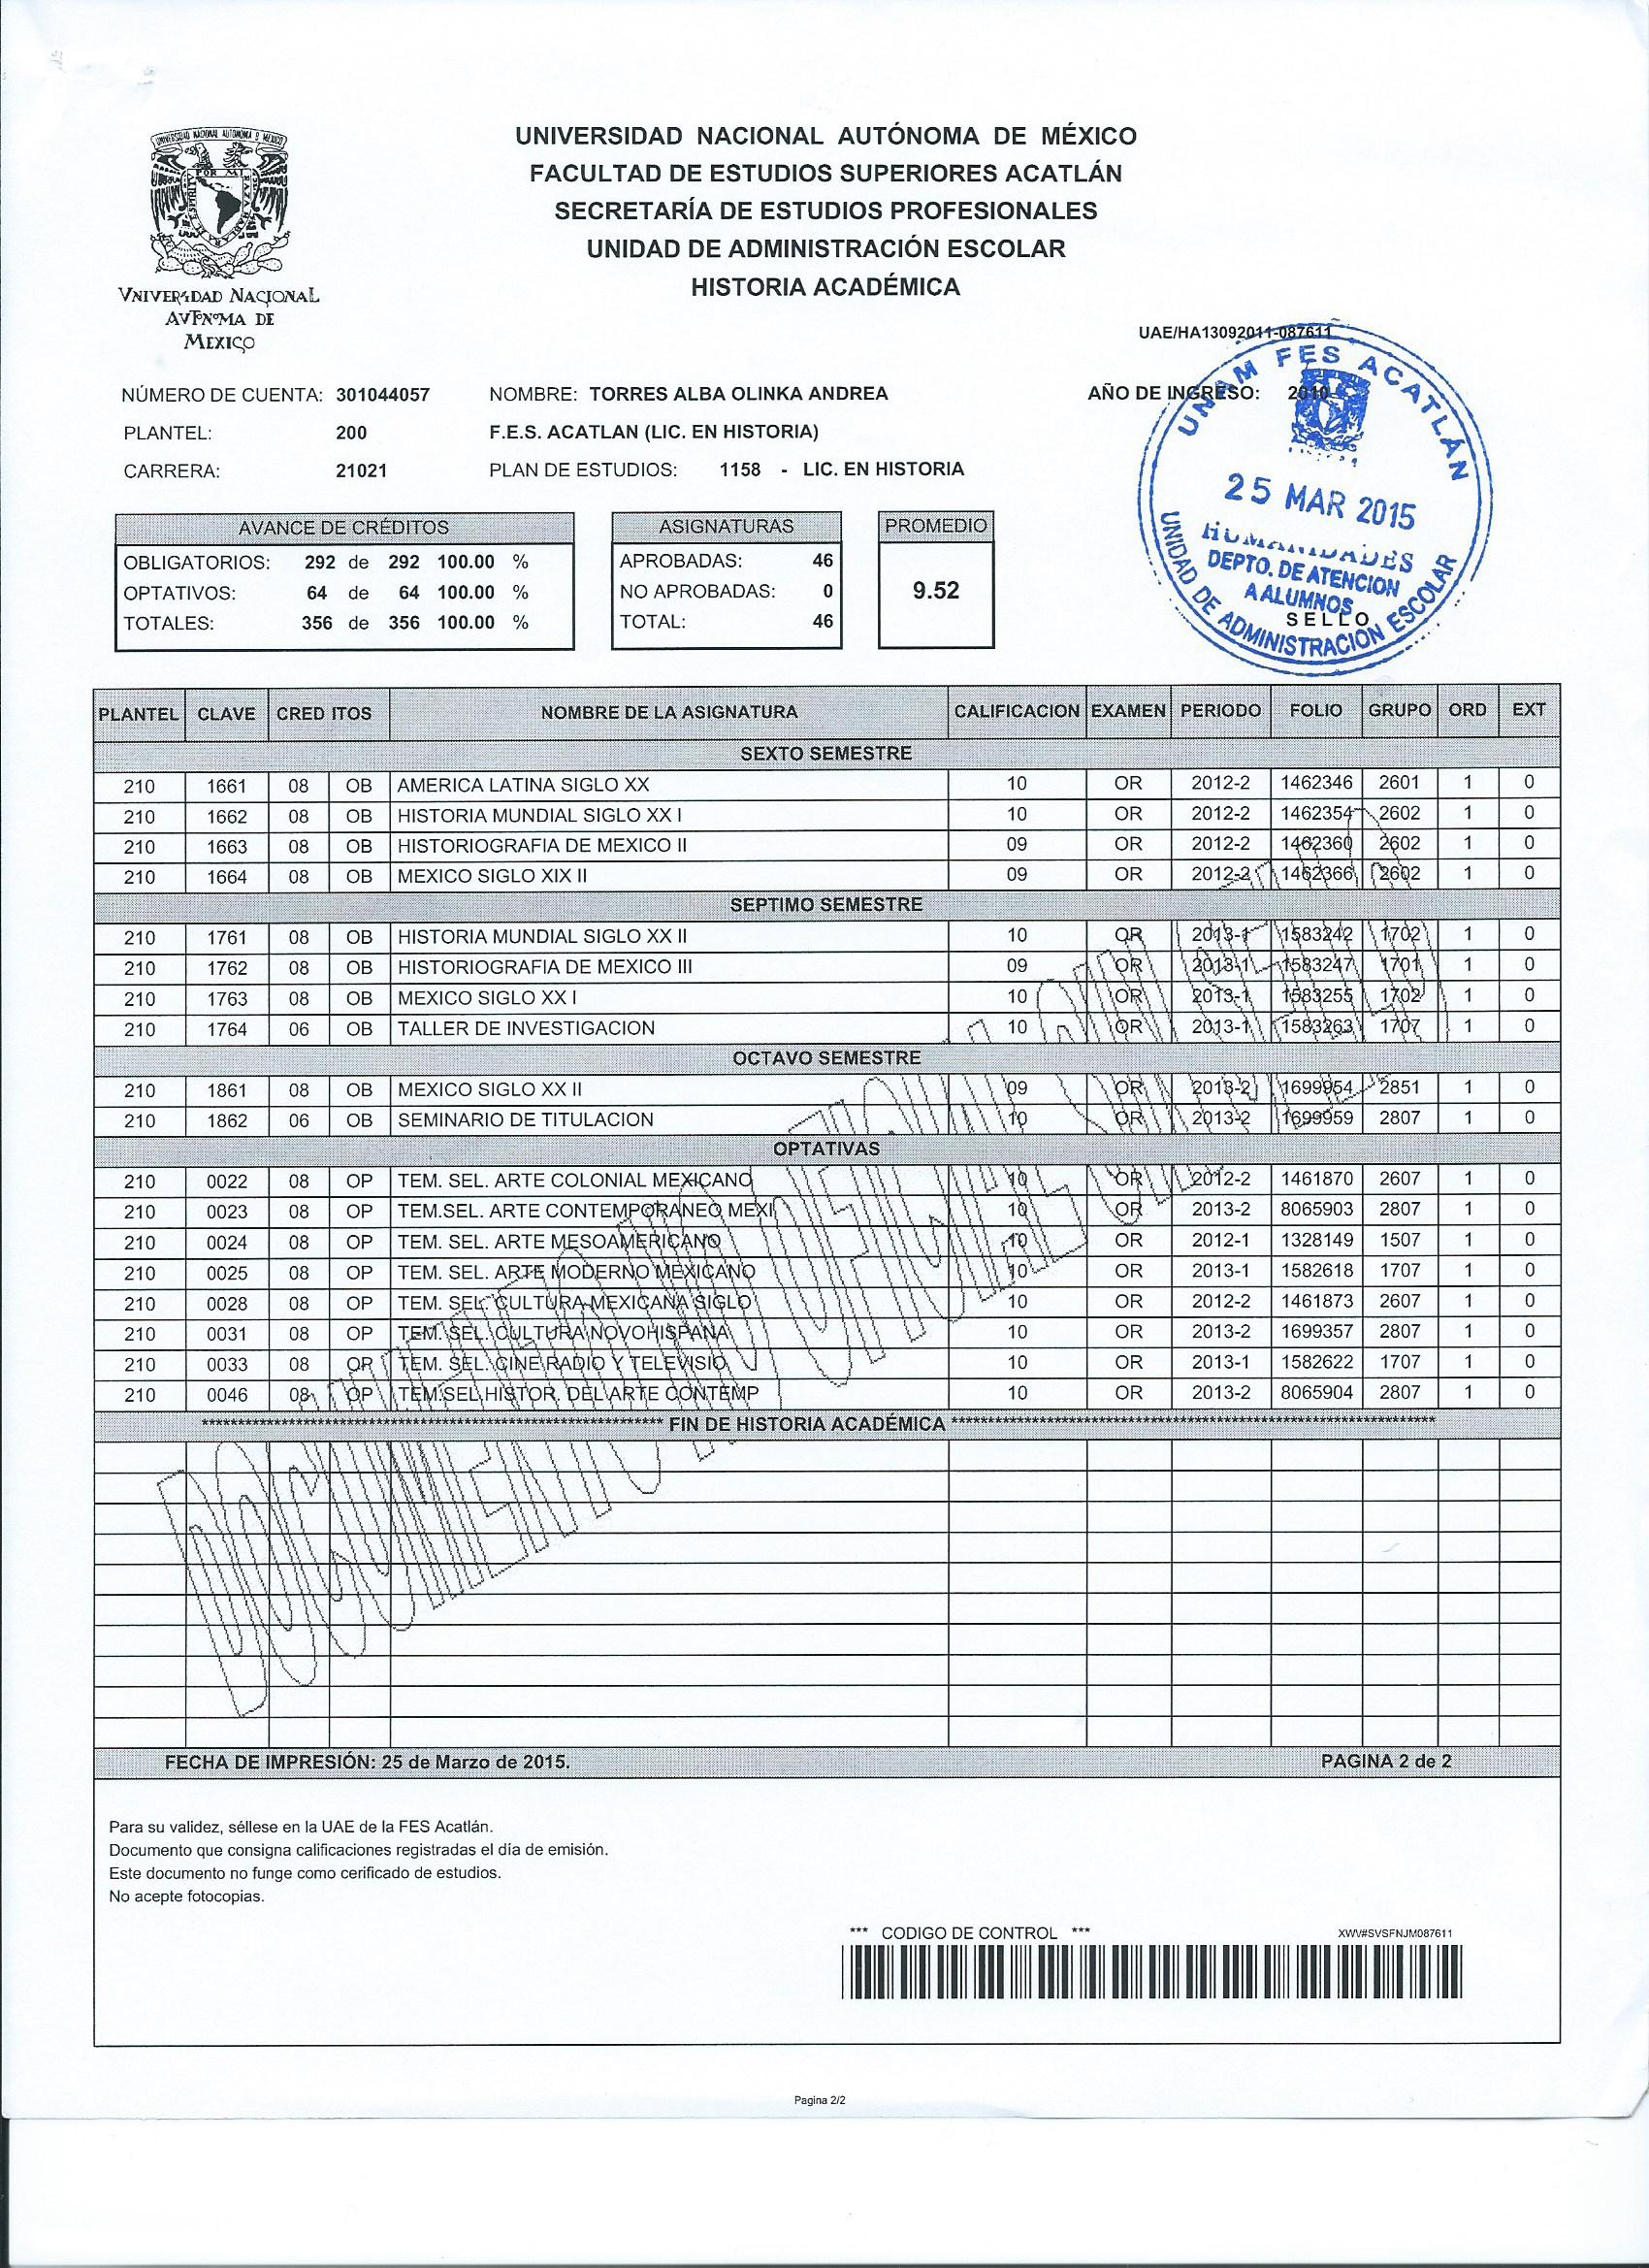 UNIVERSIDAD NACIONAL AUTÓNOMA DE MÉXICO
FACULTAD DE ESTUDIOS SUPERIORES ACATLÁN
SECRETARÍA DE ESTUDIOS PROFESIONALES
UNIDAD DE ADMINISTRACIÓN ESCOLAR
HISTORIA ACADÉMICA
VNIVERSIDAD NACIONAL
AVTNOMA DE
MEXICO
UAE/HA13092011-087611
NÚMERO DE CUENTA: 301044057 NOMBRE: TORRES ALBA OLINKA ANDREA AÑO DE INGRESO: 2010
PLANTEL: 200 F.E.S. ACATLAN (LIC. EN HISTORIA)
CARRERA: 21021 PLAN DE ESTUDIOS: 1158 - LIC. EN HISTORIA
UNAM FES ACATLÁN
25 MAR 2015
HUMANIDADES
DEPTO. DE ATENCION
A ALUMNOS
SELLO
UNIDAD DE ADMINISTRACION ESCOLAR
AVANCE DE CRÉDITOS ASIGNATURAS PROMEDIO
OBLIGATORIOS: 292 de 292 100.00 % APROBADAS: 46
OPTATIVOS: 64 de 64 100.00 % NO APROBADAS: 0 9.52
TOTALES: 356 de 356 100.00 % TOTAL: 46
PLANTEL CLAVE CRED ITOS NOMBRE DE LA ASIGNATURA CALIFICACION EXAMEN PERIODO FOLIO GRUPO ORD EXT
SEXTO SEMESTRE
210 1661 08 OB AMERICA LATINA SIGLO XX 10 OR 2012-2 1462346 2601 1 0
210 1662 08 OB HISTORIA MUNDIAL SIGLO XX I 10 OR 2012-2 1462354 2602 1 0
210 1663 08 OB HISTORIOGRAFIA DE MEXICO II 09 OR 2012-2 1462360 2602 1 0
210 1664 08 OB MEXICO SIGLO XIX II 09 OR 2012-2 1462366 2602 1 0
SEPTIMO SEMESTRE
210 1761 08 OB HISTORIA MUNDIAL SIGLO XX II 10 OR 2013-1 1583242 1702 1 0
210 1762 08 OB HISTORIOGRAFIA DE MEXICO III 09 OR 2013-1 1583247 1701 1 0
210 1763 08 OB MEXICO SIGLO XX I 10 OR 2013-1 1583255 1702 1 0
210 1764 06 OB TALLER DE INVESTIGACION 10 OR 2013-1 1583263 1707 1 0
OCTAVO SEMESTRE
210 1861 08 OB MEXICO SIGLO XX II 09 OR 2013-2 1699954 2851 1 0
210 1862 06 OB SEMINARIO DE TITULACION 10 OR 2013-2 1699959 2807 1 0
OPTATIVAS
210 0022 08 OP TEM. SEL. ARTE COLONIAL MEXICANO 10 OR 2012-2 1461870 2607 1 0
210 0023 08 OP TEM.SEL. ARTE CONTEMPORANEO MEXI 10 OR 2013-2 8065903 2807 1 0
210 0024 08 OP TEM. SEL. ARTE MESOAMERICANO 10 OR 2012-1 1328149 1507 1 0
210 0025 08 OP TEM. SEL. ARTE MODERNO MEXICANO 10 OR 2013-1 1582618 1707 1 0
210 0028 08 OP TEM. SEL. CULTURA MEXICANA SIGLO 10 OR 2012-2 1461873 2607 1 0
210 0031 08 OP TEM. SEL. CULTURA NOVOHISPANA 10 OR 2013-2 1699357 2807 1 0
210 0033 08 OP TEM. SEL. CINE RADIO Y TELEVISIO 10 OR 2013-1 1582622 1707 1 0
210 0046 08 OP TEM.SEL.HISTOR. DEL ARTE CONTEMP 10 OR 2013-2 8065904 2807 1 0
FIN DE HISTORIA ACADÉMICA
FECHA DE IMPRESIÓN: 25 de Marzo de 2015. PAGINA 2 de 2
Para su validez, séllese en la UAE de la FES Acatlán.
Documento que consigna calificaciones registradas el día de emisión.
Este documento no funge como cerificado de estudios.
No acepte fotocopias.
*** CODIGO DE CONTROL *** XWV#SVSFNJM087611
Pagina 2/2